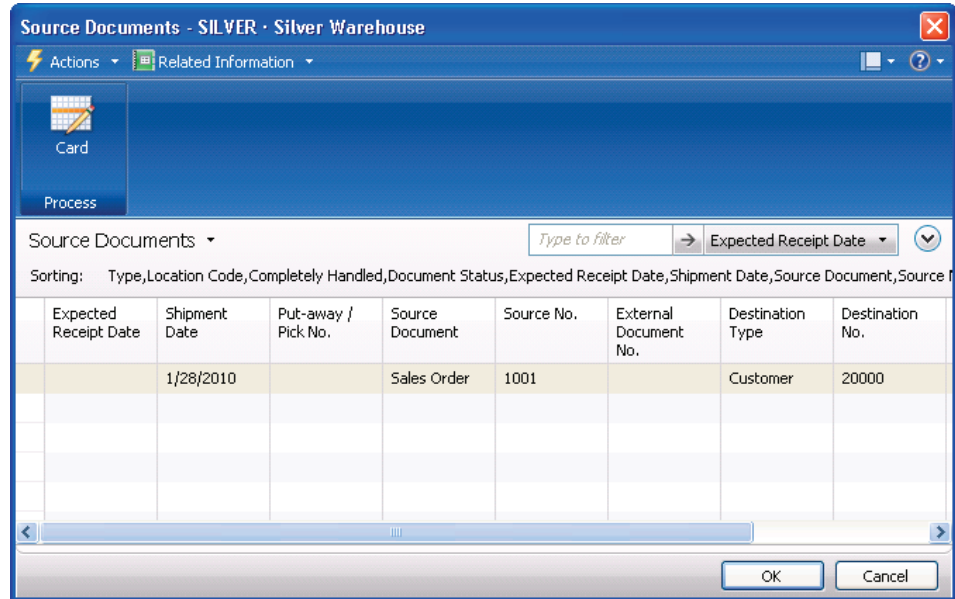 Source Documents - SILVER · Silver Warehouse
Actions Related Information
Card
Process
Source Documents Type to filter Expected Receipt Date
Sorting: Type,Location Code,Completely Handled,Document Status,Expected Receipt Date,Shipment Date,Source Document,Source
Expected Shipment Put-away / Source Source No. External Destination Destination
Receipt Date Date Pick No. Document Document Type No.
No.
1/28/2010 Sales Order 1001 Customer 20000
OK Cancel